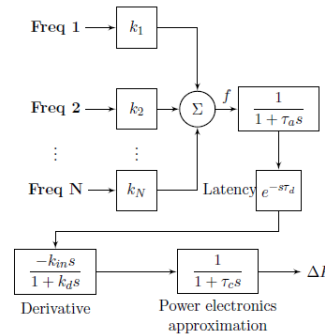 Freq 1 k_1
Freq 2 k_2 Σ f 1 / (1 + τ_a s)
⋮ ⋮
Freq N k_N Latency e^{-sτ_d}
-k_{in}s / (1 + k_d s) 1 / (1 + τ_c s)
Derivative Power electronics
approximation